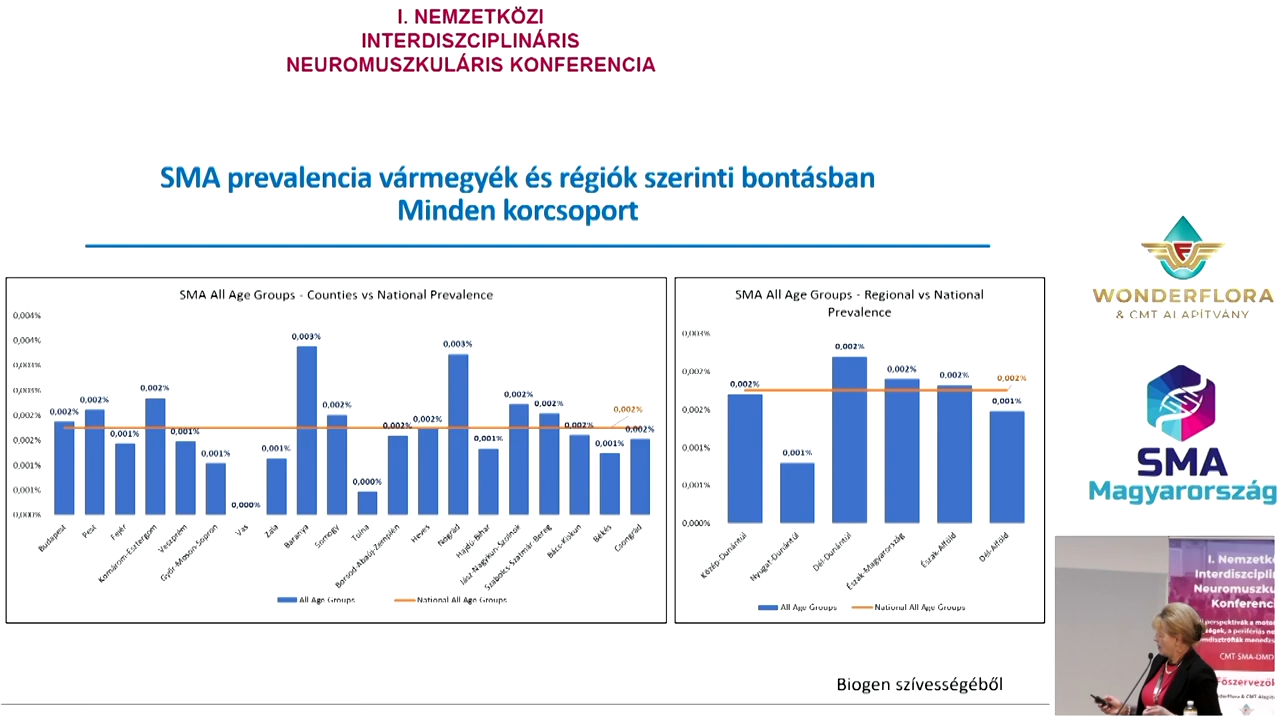 I. NEMZETKÖZI
INTERDISZCIPLINÁRIS
NEUROMUSZKULÁRIS KONFERENCIA
SMA prevalencia vármegyék és régiók szerinti bontásban
Minden korcsoport
SMA All Age Groups - Counties vs National Prevalence
0,004%
0,004%
0,003%
0,003%
0,002%
0,002%
0,001%
0,001%
0,000%
0,002%
0,002%
0,001%
0,002%
0,001%
0,001%
0,000%
0,001%
0,003%
0,002%
0,000%
0,002%
0,002%
0,003%
0,001%
0,002%
0,002%
0,002%
0,001%
0,002%
0,002%
Budapest
Pest
Fejér
Komárom-Esztergom
Veszprém
Győr-Moson-Sopron
Vas
Zala
Baranya
Somogy
Tolna
Borsod-Abaúj-Zemplén
Heves
Nógrád
Hajdú-Bihar
Jász-Nagykun-Szolnok
Szabolcs-Szatmár-Bereg
Bács-Kiskun
Békés
Csongrád
All Age Groups
National All Age Groups
SMA All Age Groups - Regional vs National
Prevalence
0,003%
0,002%
0,002%
0,001%
0,001%
0,000%
0,002%
0,001%
0,002%
0,002%
0,002%
0,001%
0,002%
Közép-Dunántúl
Nyugat-Dunántúl
Dél-Dunántúl
Észak-Magyarország
Észak-Alföld
Dél-Alföld
All Age Groups
National All Age Groups
Biogen szívességéből
WONDERFLORA
& CMT ALAPÍTVÁNY
SMA
Magyarország
I. Nemzetk
Interdiszciplin
Neuromuszku
Konferenci
perspektívák a moto
CMT-SMA-DMD
Főszervező